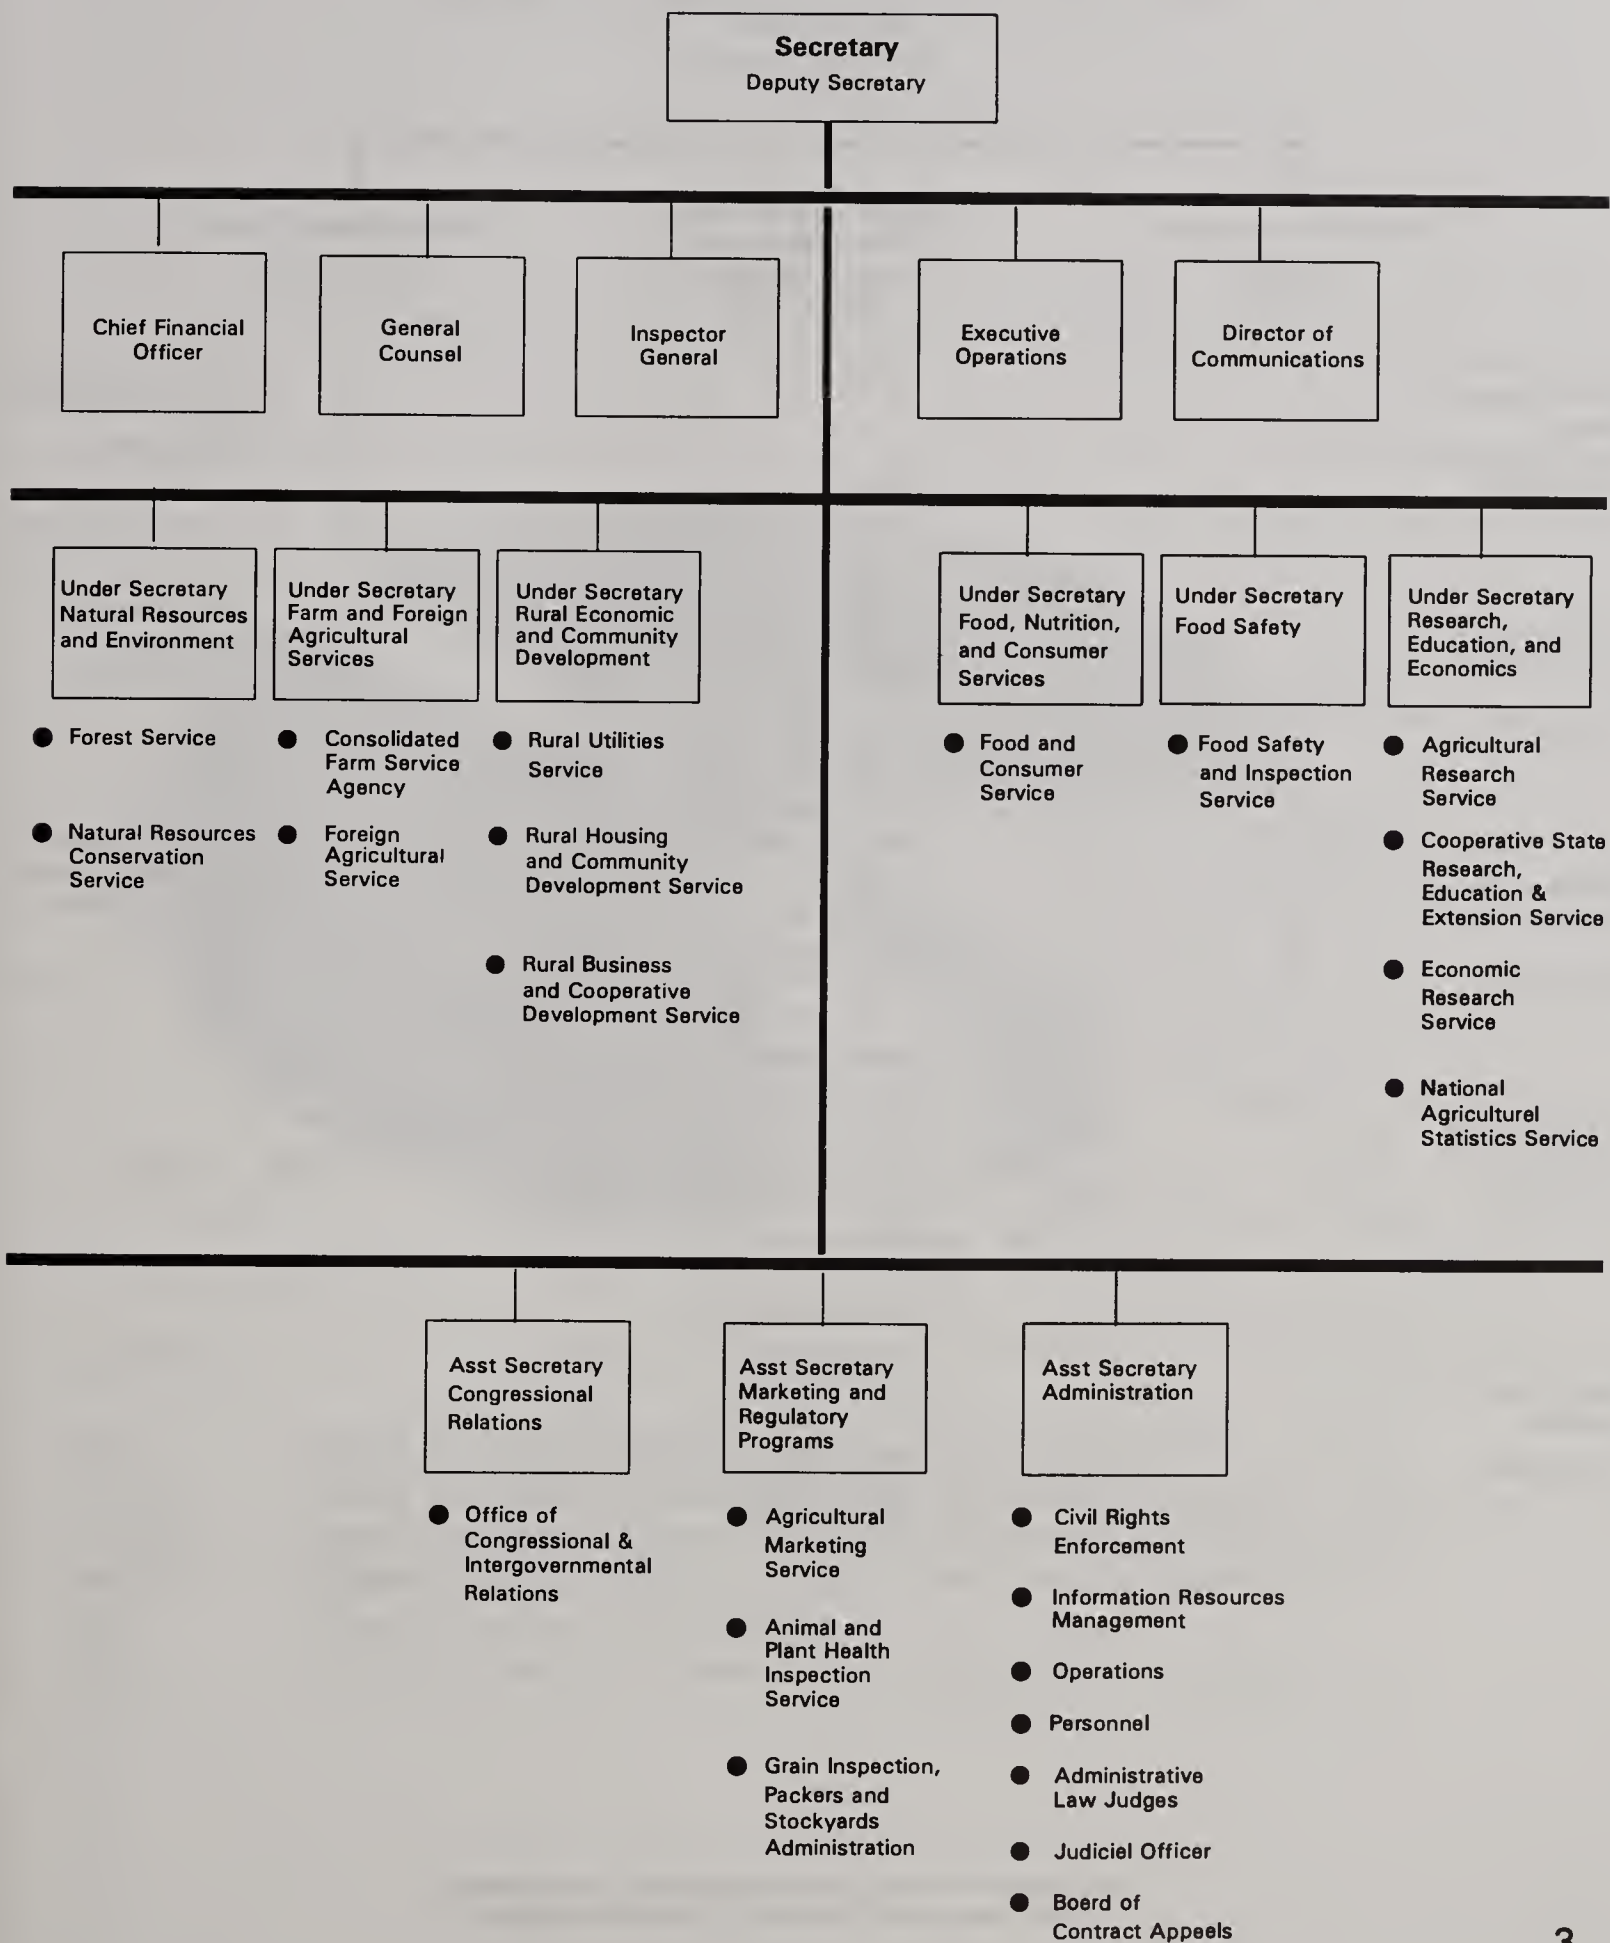 Secretary
Deputy Secretary
Chief Financial
Officer
General
Counsel
Inspector
General
Executive
Operations
Director of
Communications
Under Secretary
Natural Resources
and Environment
● Forest Service
● Natural Resources
Conservation
Service
Under Secretary
Farm and Foreign
Agricultural
Services
● Consolidated
Farm Service
Agency
● Foreign
Agricultural
Service
Under Secretary
Rural Economic
and Community
Development
● Rural Utilities
Service
● Rural Housing
and Community
Development Service
● Rural Business
and Cooperative
Development Service
Under Secretary
Food, Nutrition,
and Consumer
Services
● Food and
Consumer
Service
Under Secretary
Food Safety
● Food Safety
and Inspection
Service
Under Secretary
Research,
Education, and
Economics
● Agricultural
Research
Service
● Cooperative State
Research,
Education &
Extension Service
● Economic
Research
Service
● National
Agriculturel
Statistics Service
Asst Secretary
Congressional
Relations
● Office of
Congressional &
Intergovernmental
Relations
Asst Secretary
Marketing and
Regulatory
Programs
● Agricultural
Marketing
Service
● Animal and
Plant Health
Inspection
Service
● Grain Inspection,
Packers and
Stockyards
Administration
Asst Secretary
Administration
● Civil Rights
Enforcement
● Information Resources
Management
● Operations
● Personnel
● Administrative
Law Judges
● Judiciel Officer
● Board of
Contract Appeels
3